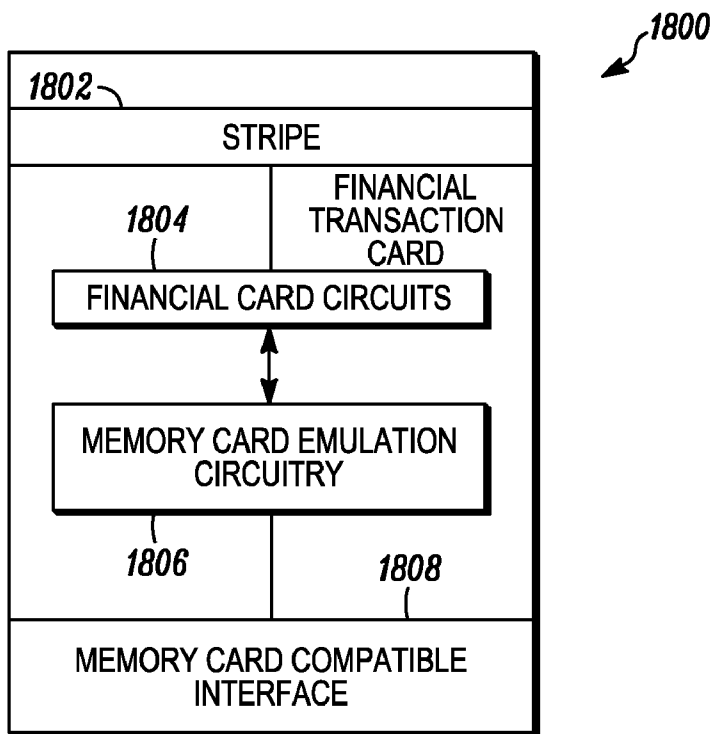 1800
1802
STRIPE
FINANCIAL
TRANSACTION
CARD
1804
FINANCIAL CARD CIRCUITS
MEMORY CARD EMULATION
CIRCUITRY
1806
1808
MEMORY CARD COMPATIBLE
INTERFACE